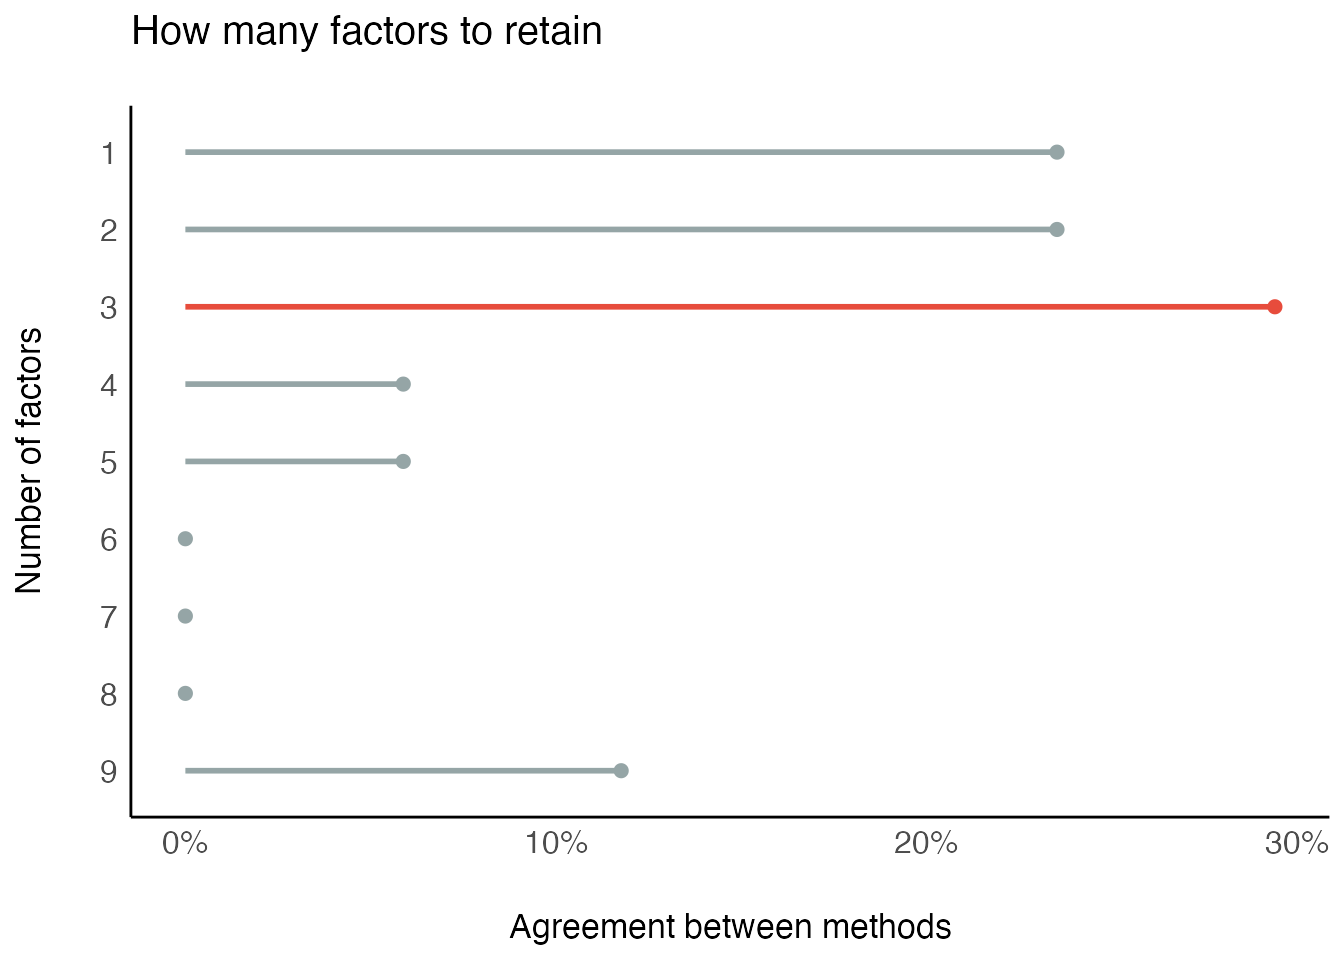 How many factors to retain
Number of factors
1
2
3
4
5
6
7
8
9
0% 10% 20% 30%
Agreement between methods